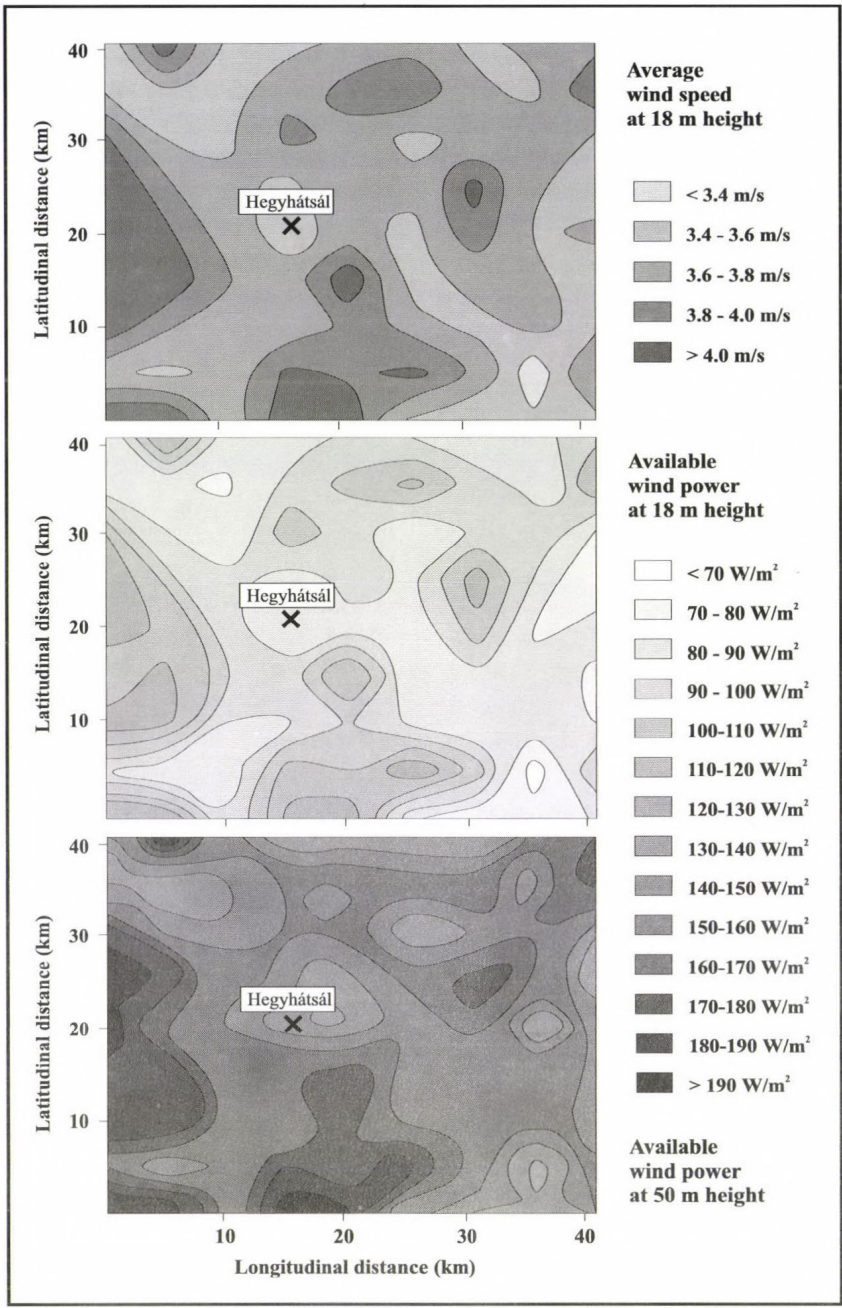 40
30
20
10
Latitudinal distance (km)
Hegyhátsál
Average
wind speed
at 18 m height
< 3.4 m/s
3.4 - 3.6 m/s
3.6 - 3.8 m/s
3.8 - 4.0 m/s
> 4.0 m/s
40
30
20
10
Latitudinal distance (km)
Hegyhátsál
Available
wind power
at 18 m height
< 70 W/m²
70 - 80 W/m²
80 - 90 W/m²
90 - 100 W/m²
100-110 W/m²
110-120 W/m²
120-130 W/m²
130-140 W/m²
140-150 W/m²
150-160 W/m²
160-170 W/m²
170-180 W/m²
180-190 W/m²
> 190 W/m²
40
30
20
10
Latitudinal distance (km)
Hegyhátsál
Available
wind power
at 50 m height
10
20
30
40
Longitudinal distance (km)